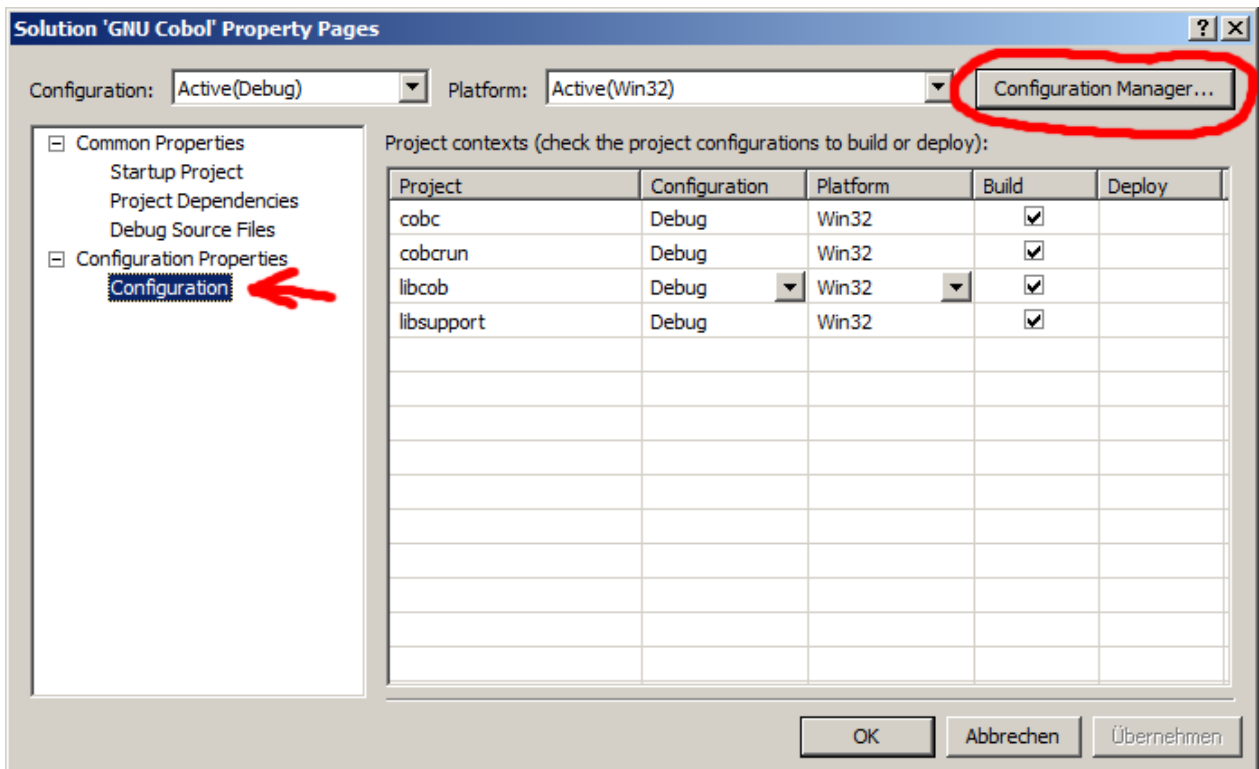 Solution 'GNU Cobol' Property Pages
Configuration: Active(Debug) Platform: Active(Win32) Configuration Manager...
Common Properties
Startup Project
Project Dependencies
Debug Source Files
Configuration Properties
Configuration
Project contexts (check the project configurations to build or deploy):
Project Configuration Platform Build Deploy
cobc Debug Win32
cobcrun Debug Win32
libcob Debug Win32
libsupport Debug Win32
OK Abbrechen Übernehmen